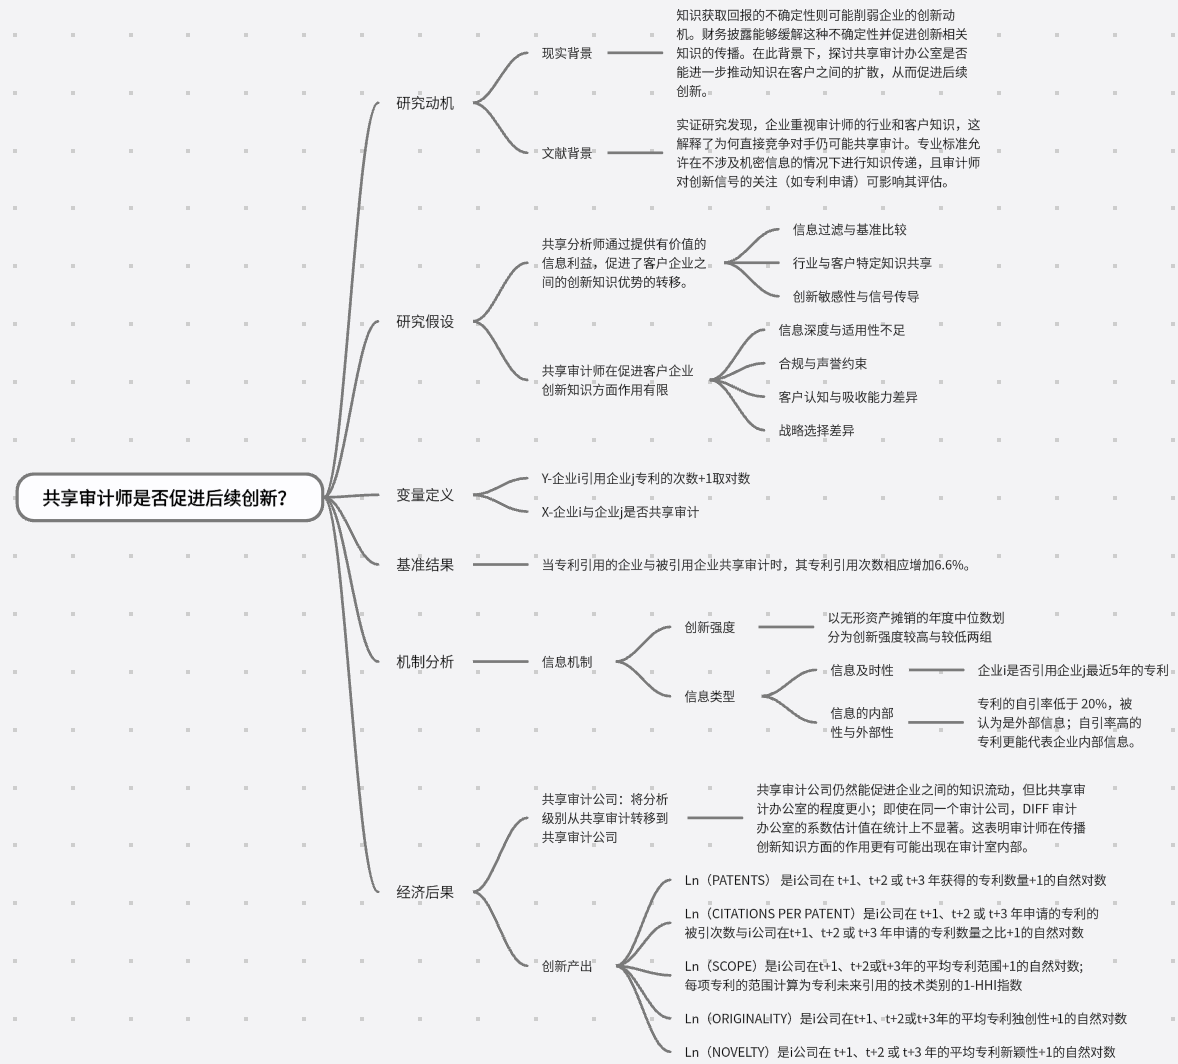 共享审计师是否促进后续创新？
研究动机
现实背景
知识获取回报的不确定性则可能削弱企业的创新动
机。财务披露能够缓解这种不确定性并促进创新相关
知识的传播。在此背景下，探讨共享审计办公室是否
能进一步推动知识在客户之间的扩散，从而促进后续
创新。
文献背景
实证研究发现，企业重视审计师的行业和客户知识，这
解释了为何直接竞争对手仍可能共享审计。专业标准允
许在不涉及机密信息的情况下进行知识传递，且审计师
对创新信号的关注（如专利申请）可影响其评估。
研究假设
共享分析师通过提供有价值的
信息利益，促进了客户企业之
间的创新知识优势的转移。
信息过滤与基准比较
行业与客户特定知识共享
创新敏感性与信号传导
共享审计师在促进客户企业
创新知识方面作用有限
信息深度与适用性不足
合规与声誉约束
客户认知与吸收能力差异
战略选择差异
变量定义
Y-企业i引用企业j专利的次数+1取对数
X-企业i与企业j是否共享审计
基准结果
当专利引用的企业与被引用企业共享审计时，其专利引用次数相应增加6.6%。
机制分析
信息机制
创新强度
以无形资产摊销的年度中位数划
分为创新强度较高与较低两组
信息类型
信息及时性
企业i是否引用企业j最近5年的专利
信息的内部
性与外部性
专利的自引率低于 20%，被
认为是外部信息；自引率高的
专利更能代表企业内部信息。
经济后果
共享审计公司：将分析
级别从共享审计转移到
共享审计公司
共享审计公司仍然能促进企业之间的知识流动，但比共享审
计办公室的程度更小；即使在同一个审计公司，DIFF 审计
办公室的系数估计值在统计上不显著。这表明审计师在传播
创新知识方面的作用更有可能出现在审计室内部。
创新产出
Ln（PATENTS） 是i公司在 t+1、t+2 或 t+3 年获得的专利数量+1的自然对数
Ln（CITATIONS PER PATENT）是i公司在 t+1、t+2 或 t+3 年申请的专利的
被引次数与i公司在t+1、t+2 或 t+3 年申请的专利数量之比+1的自然对数
Ln（SCOPE）是i公司在t+1、t+2或t+3年的平均专利范围+1的自然对数;
每项专利的范围计算为专利未来引用的技术类别的1-HHI指数
Ln（ORIGINALITY）是i公司在t+1、t+2或t+3年的平均专利独创性+1的自然对数
Ln（NOVELTY）是i公司在 t+1、t+2 或 t+3 年的平均专利新颖性+1的自然对数